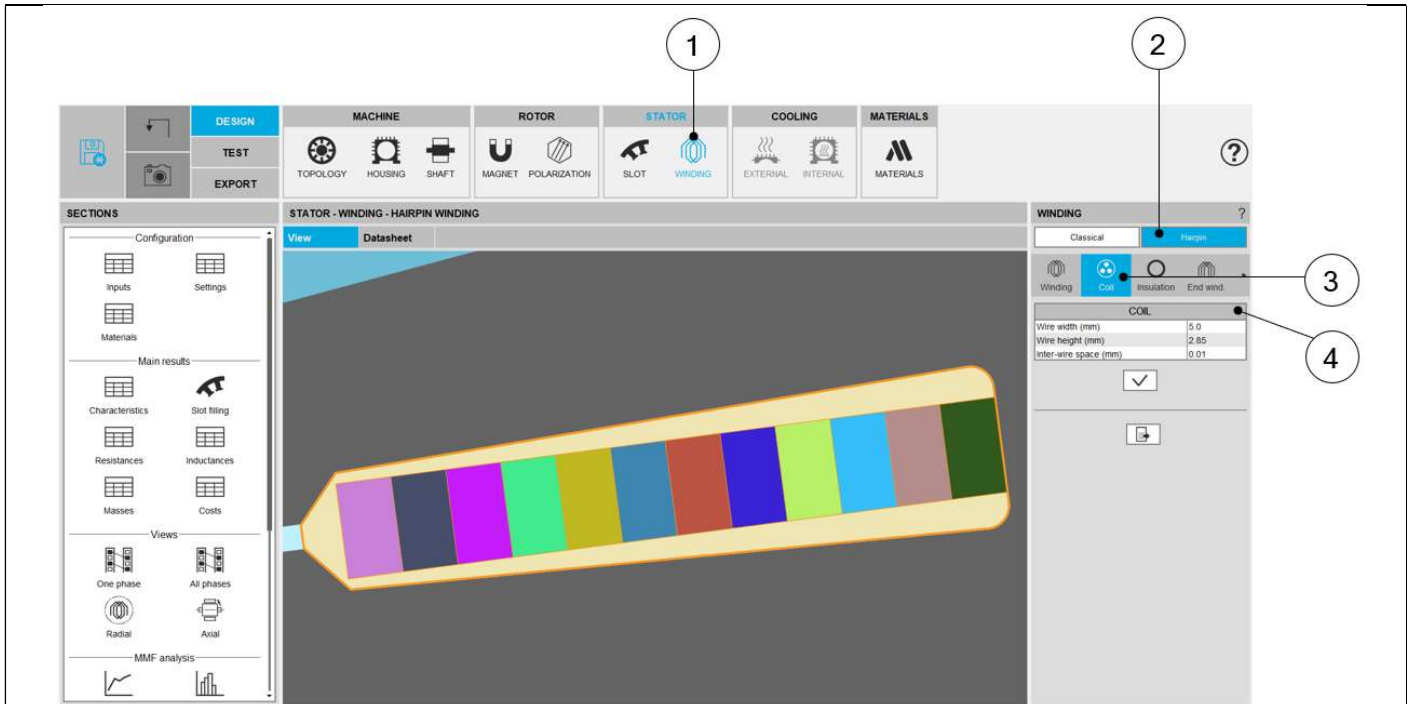 1
2
DESIGN
TEST
EXPORT
MACHINE
TOPOLOGY HOUSING SHAFT
ROTOR
MAGNET POLARIZATION
STATOR
SLOT WINDING
COOLING
EXTERNAL INTERNAL
MATERIALS
MATERIALS
?
SECTIONS
Configuration
Inputs Settings
Materials
Main results
Characteristics Slot filling
Resistances Inductances
Masses Costs
Views
One phase All phases
Radial Axial
MMF analysis
STATOR - WINDING - HAIRPIN WINDING
View Datasheet
WINDING ?
Classical Hairpin
Winding Coil Insulation End wind.
3
COIL
Wire width (mm) 5.0
Wire height (mm) 2.85
Inter-wire space (mm) 0.01
4